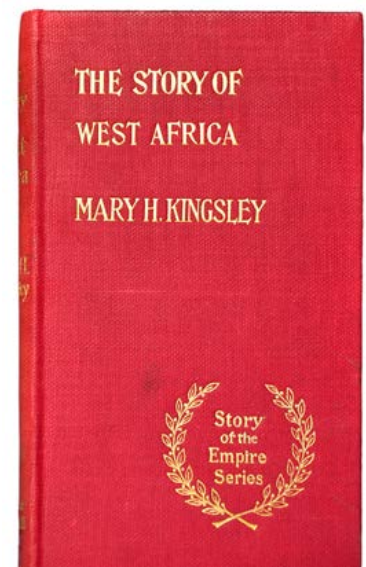 THE STORY OF
WEST AFRICA
MARY H. KINGSLEY
Story
of the
Empire
Series